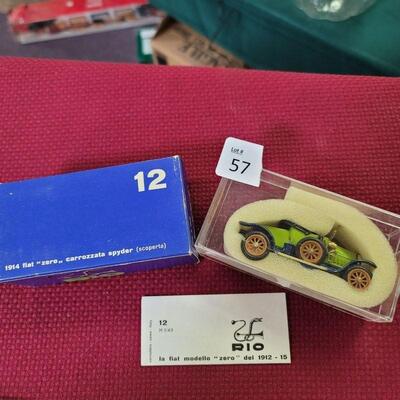 Lot #
57
12
1914 fiat "zero" carrozzata spyder (scoperta)
12
RIO
la fiat modello "zero" del 1912 - 15